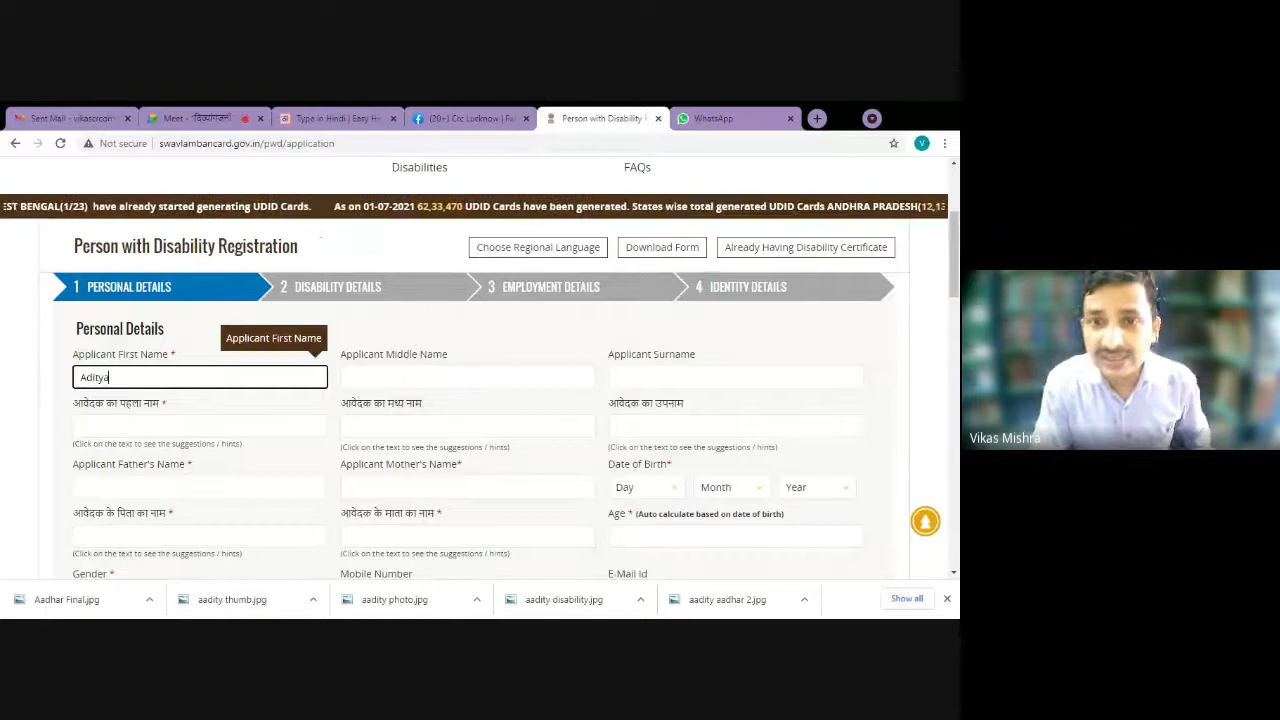 Sent Mail - vikascrcom
Meet - "दिव्यांगजनों
Type in Hindi | Easy Hi
(20+) Crc Lucknow | Fa
Person with Disability R
WhatsApp
Not secure
swavlambancard.gov.in/pwd/application
Disabilities
FAQs
EST BENGAL(1/23) have already started generating UDID Cards. As on 01-07-2021 62,33,470 UDID Cards have been generated. States wise total generated UDID Cards ANDHRA PRADESH(12,13
Person with Disability Registration
Choose Regional Language
Download Form
Already Having Disability Certificate
1 PERSONAL DETAILS
2 DISABILITY DETAILS
3 EMPLOYMENT DETAILS
4 IDENTITY DETAILS
Personal Details
Applicant First Name
Applicant First Name *
Applicant Middle Name
Applicant Surname
Aditya
आवेदक का पहला नाम *
आवेदक का मध्य नाम
आवेदक का उपनाम
(Click on the text to see the suggestions / hints)
(Click on the text to see the suggestions / hints)
(Click on the text to see the suggestions / hints)
Applicant Father's Name *
Applicant Mother's Name*
Date of Birth*
Day
Month
Year
आवेदक के पिता का नाम *
आवेदक के माता का नाम *
Age * (Auto calculate based on date of birth)
(Click on the text to see the suggestions / hints)
(Click on the text to see the suggestions / hints)
Gender *
Mobile Number
E-Mail Id
Aadhar Final.jpg
aadity thumb.jpg
aadity photo.jpg
aadity disability.jpg
aadity aadhar 2.jpg
Show all
Vikas Mishra
V